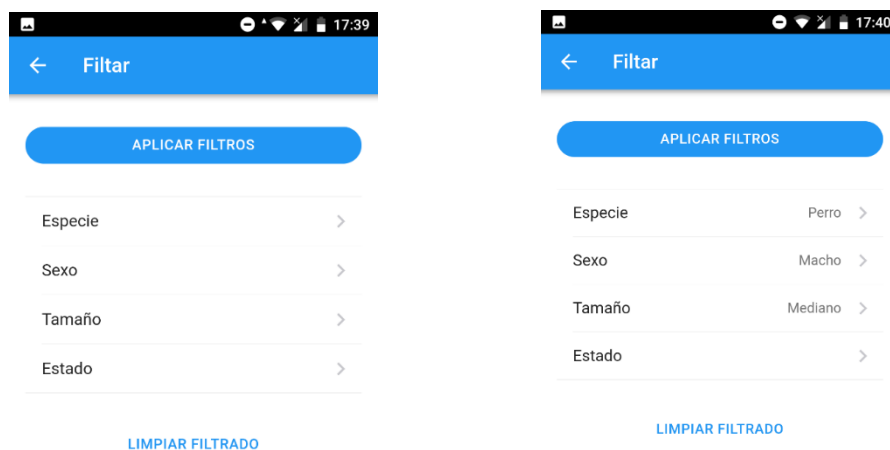 17:39
Filtar
APLICAR FILTROS
Especie
Sexo
Tamaño
Estado
LIMPIAR FILTRADO
17:40
Filtar
APLICAR FILTROS
Especie Perro
Sexo Macho
Tamaño Mediano
Estado
LIMPIAR FILTRADO